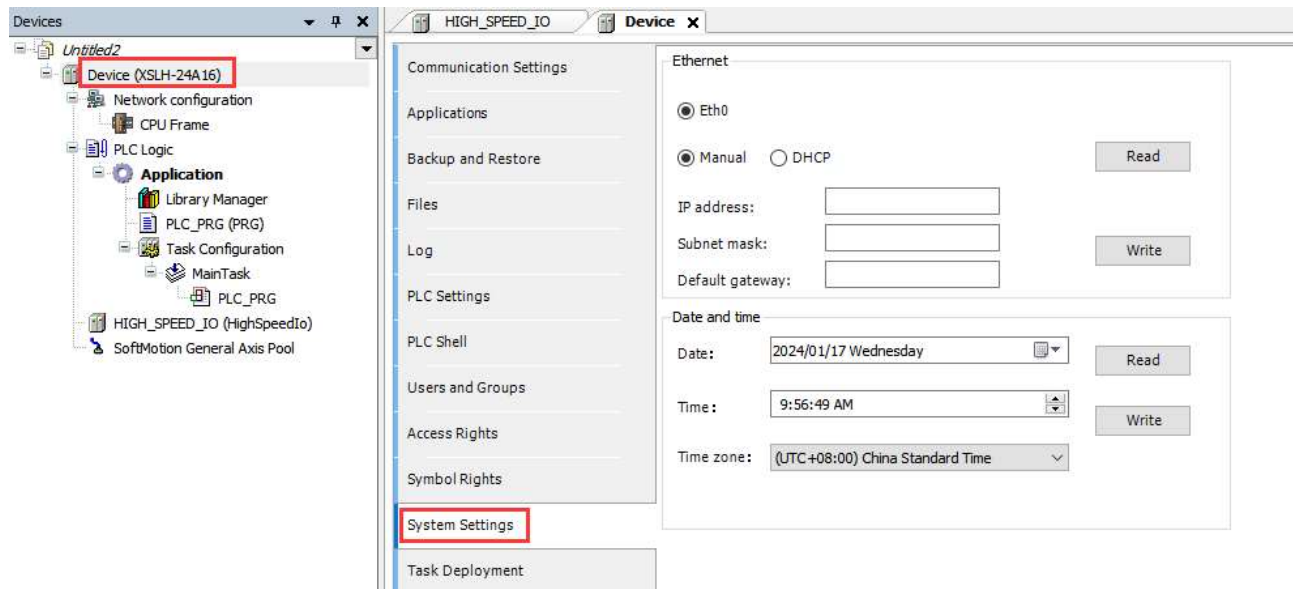 Devices
Untitled2
Device (XSLH-24A16)
Network configuration
CPU Frame
PLC Logic
Application
Library Manager
PLC_PRG (PRG)
Task Configuration
MainTask
PLC_PRG
HIGH_SPEED_IO (HighSpeedIo)
SoftMotion General Axis Pool
HIGH_SPEED_IO
Device
Communication Settings
Applications
Backup and Restore
Files
Log
PLC Settings
PLC Shell
Users and Groups
Access Rights
Symbol Rights
System Settings
Task Deployment
Ethernet
Eth0
Manual DHCP
Read
IP address:
Subnet mask:
Write
Default gateway:
Date and time
Date: 2024/01/17 Wednesday
Read
Time: 9:56:49 AM
Write
Time zone: (UTC+08:00) China Standard Time